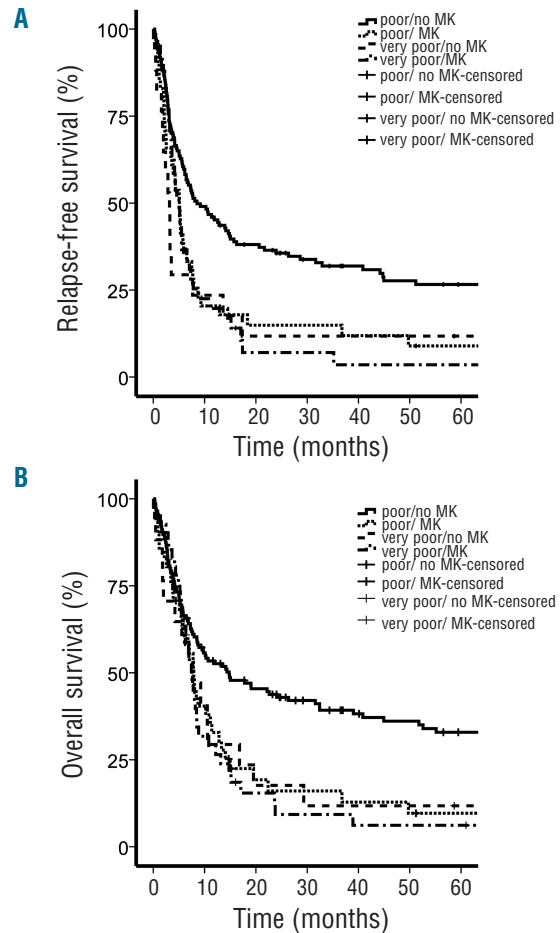 A
poor/no MK
poor/ MK
very poor/no MK
very poor/MK
poor/ no MK-censored
poor/ MK-censored
very poor/ no MK-censored
very poor/ MK-censored
Relapse-free survival (%)
100
75
50
25
0
0 10 20 30 40 50 60
Time (months)
B
poor/no MK
poor/ MK
very poor/no MK
very poor/MK
poor/ no MK-censored
poor/ MK-censored
very poor/ no MK-censored
very poor/ MK-censored
Overall survival (%)
100
75
50
25
0
0 10 20 30 40 50 60
Time (months)